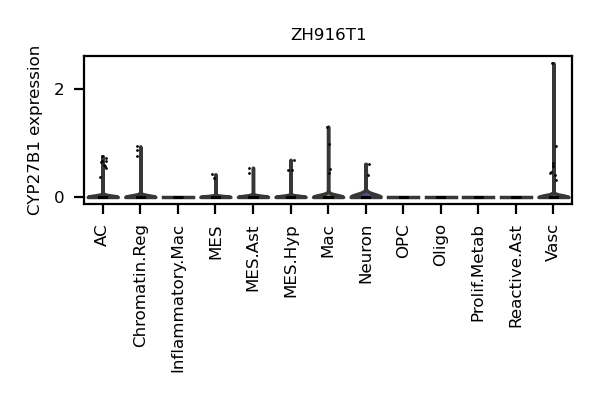 ZH916T1
CYP27B1 expression
2
0
AC
Chromatin.Reg
Inflammatory.Mac
MES
MES.Ast
MES.Hyp
Mac
Neuron
OPC
Oligo
Prolif.Metab
Reactive.Ast
Vasc